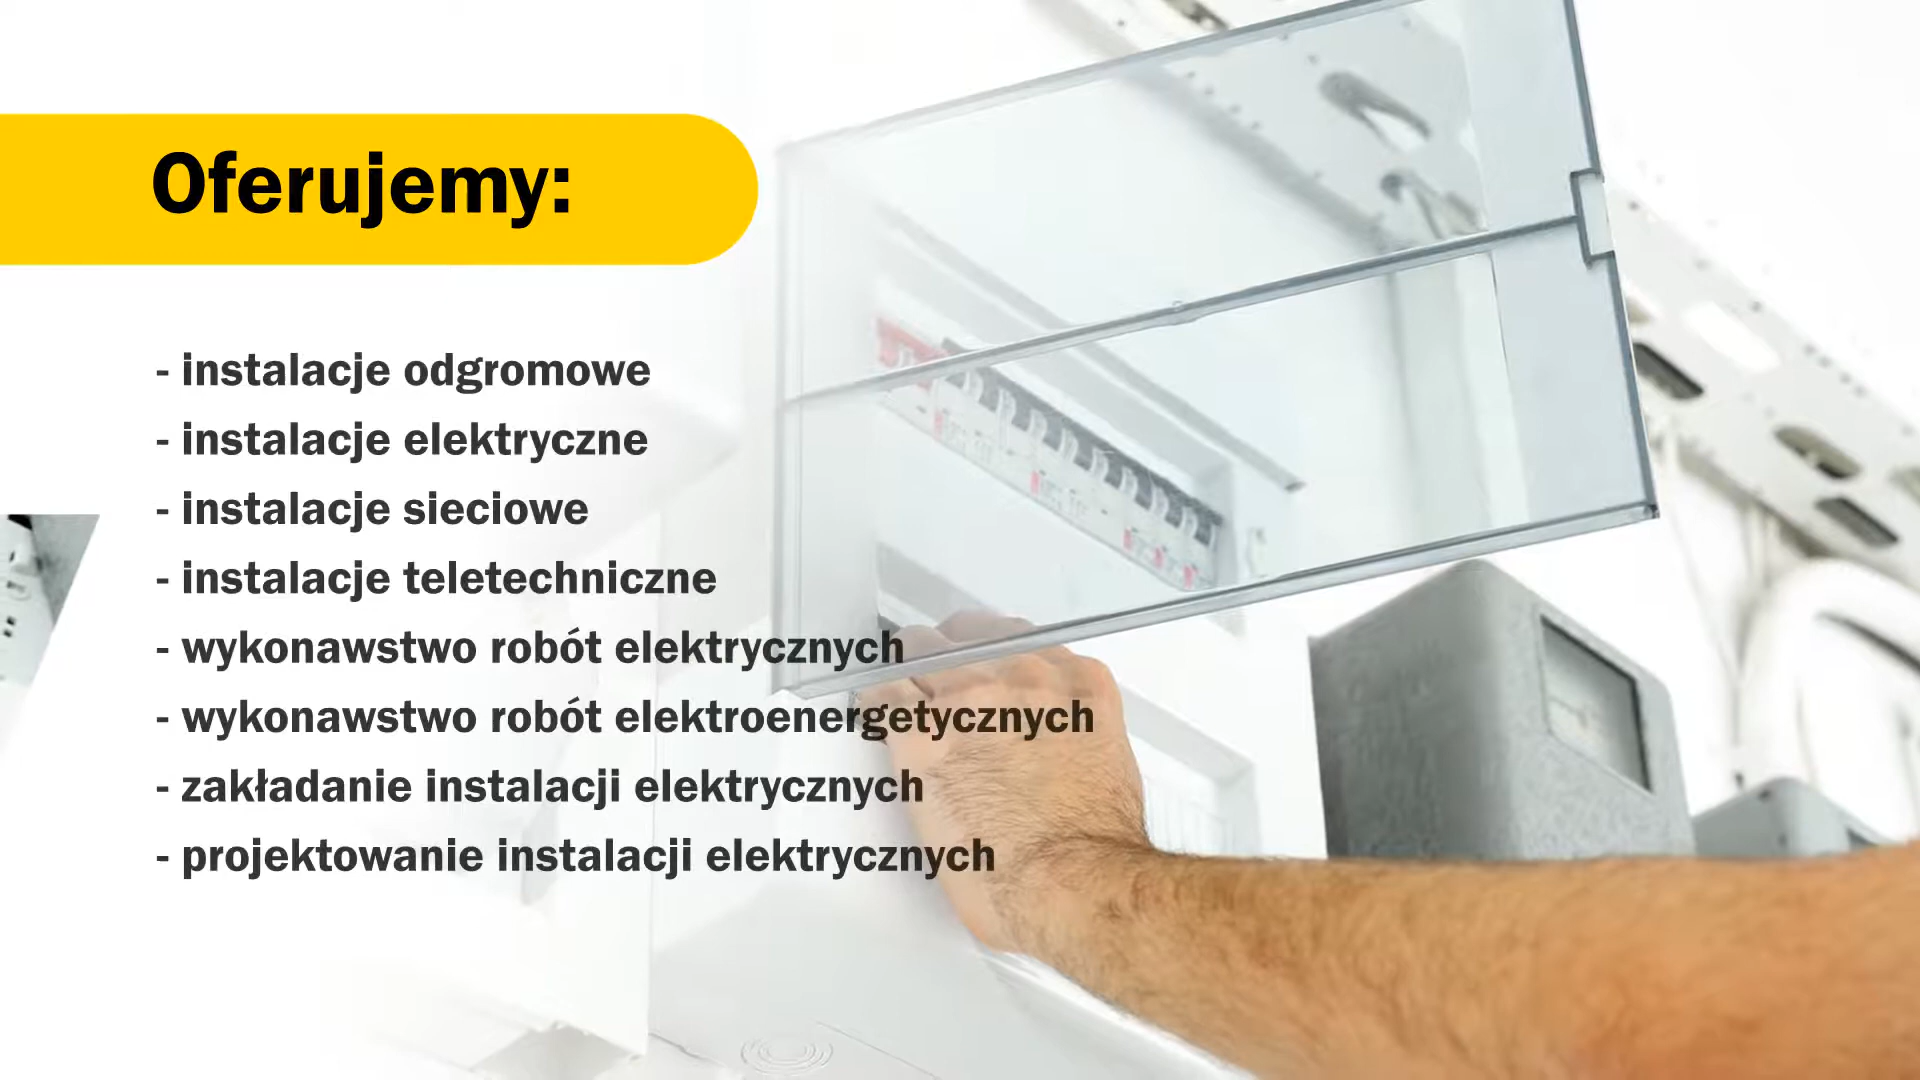 Oferujemy:
- instalacje odgromowe
- instalacje elektryczne
- instalacje sieciowe
- instalacje teletechniczne
- wykonawstwo robót elektrycznych
- wykonawstwo robót elektroenergetycznych
- zakładanie instalacji elektrycznych
- projektowanie instalacji elektrycznych